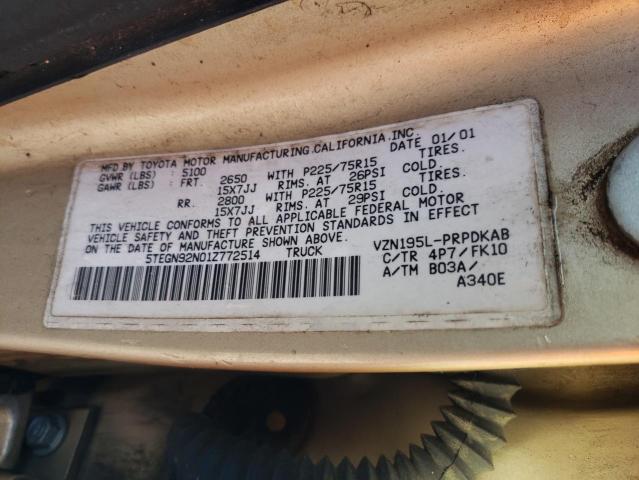 MFD BY TOYOTA MOTOR MANUFACTURING.CALIFORNIA.INC.
GVWR (LBS) : 5100 DATE 01/01
GAWR (LBS) : FRT. 2650 WITH P225/75R15 TIRES.
15X7JJ RIMS. AT 26PSI COLD.
RR. 2800 WITH P225/75R15 TIRES.
15X7JJ RIMS. AT 29PSI COLD.
THIS VEHICLE CONFORMS TO ALL APPLICABLE FEDERAL MOTOR
VEHICLE SAFETY AND THEFT PREVENTION STANDARDS IN EFFECT
ON THE DATE OF MANUFACTURE SHOWN ABOVE.
5TEGN92N01Z772514 TRUCK
VZN195L-PRPDKAB
C/TR 4P7/FK10
A/TM B03A/
A340E